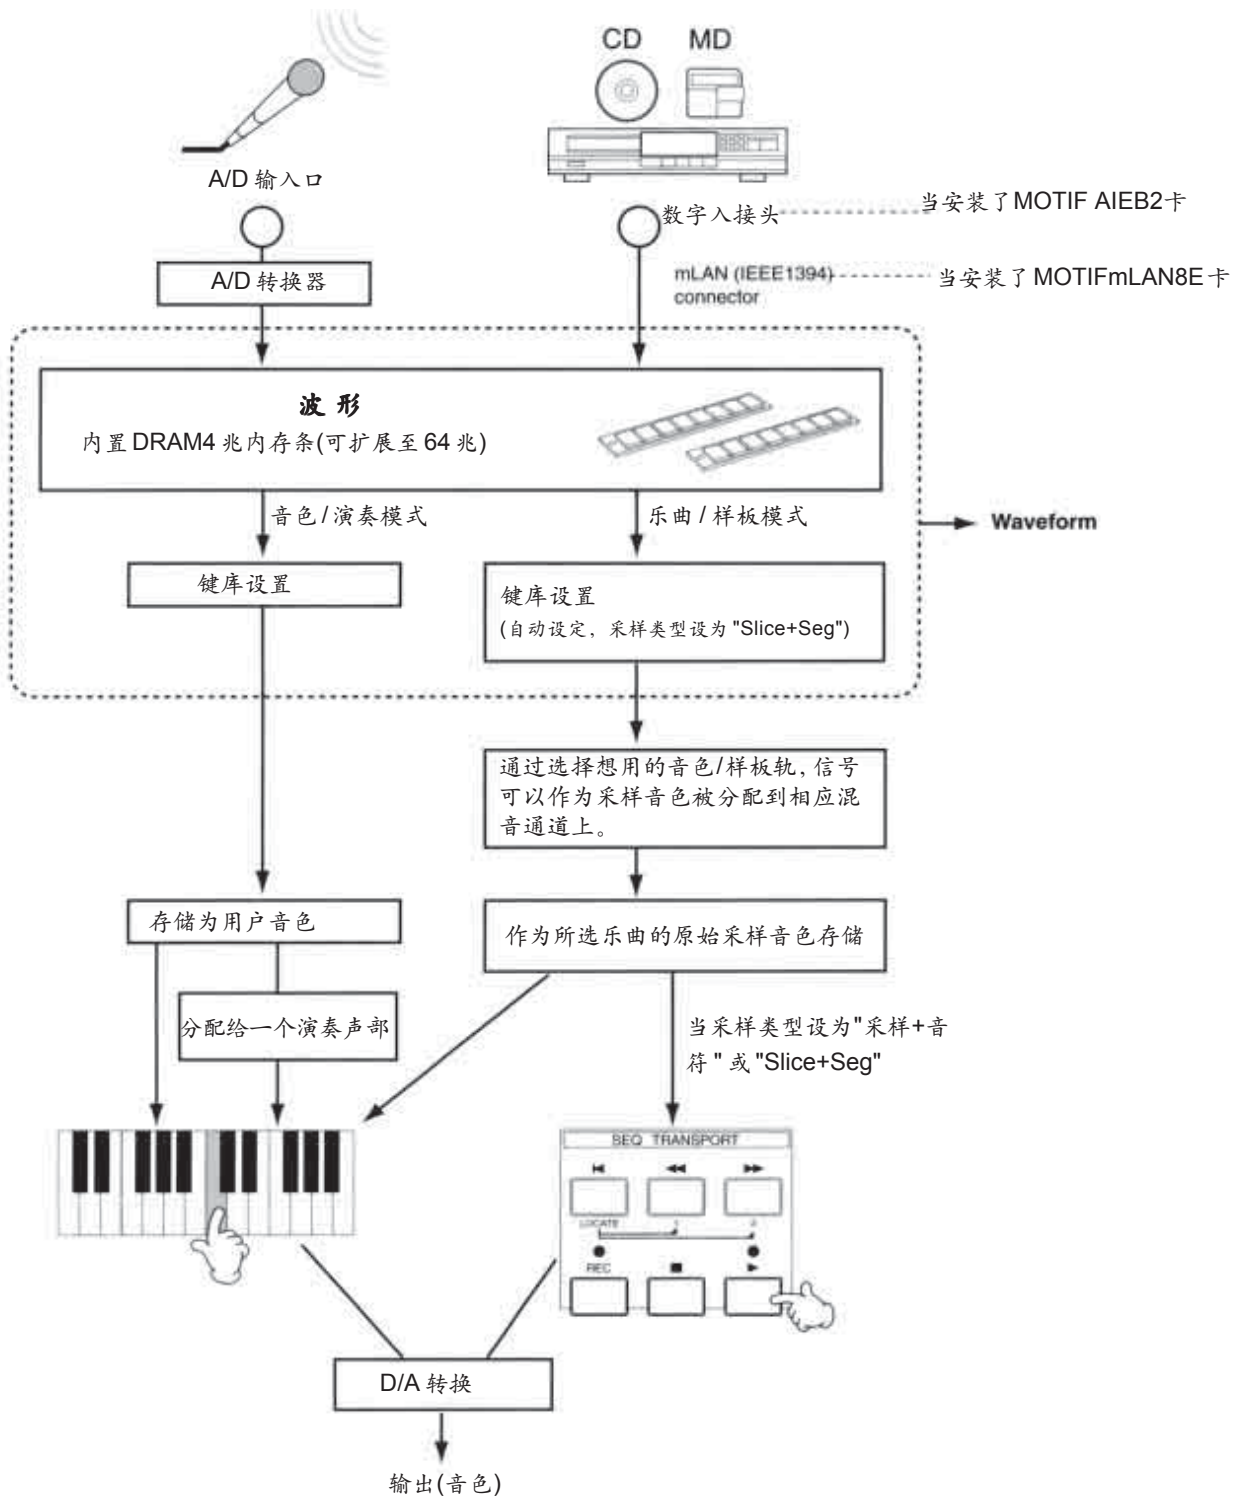 CD MD
A/D 输入口
数字入接头
当安装了MOTIF AIEB2卡
A/D 转换器
mLAN (IEEE1394)
connector
当安装了 MOTIFmLAN8E 卡
波 形
内置 DRAM4 兆内存条(可扩展至 64 兆)
音色 / 演奏模式
乐曲 / 样板模式
Waveform
键库设置
键库设置
(自动设定, 采样类型设为 "Slice+Seg")
通过选择想用的音色/样板轨, 信号
可以作为采样音色被分配到相应混
音通道上。
存储为用户音色
作为所选乐曲的原始采样音色存储
分配给一个演奏声部
当采样类型设为"采样+音
符 " 或 "Slice+Seg"
SEQ TRANSPORT
LOCATE 1 2
REC
D/A 转换
输出(音色)